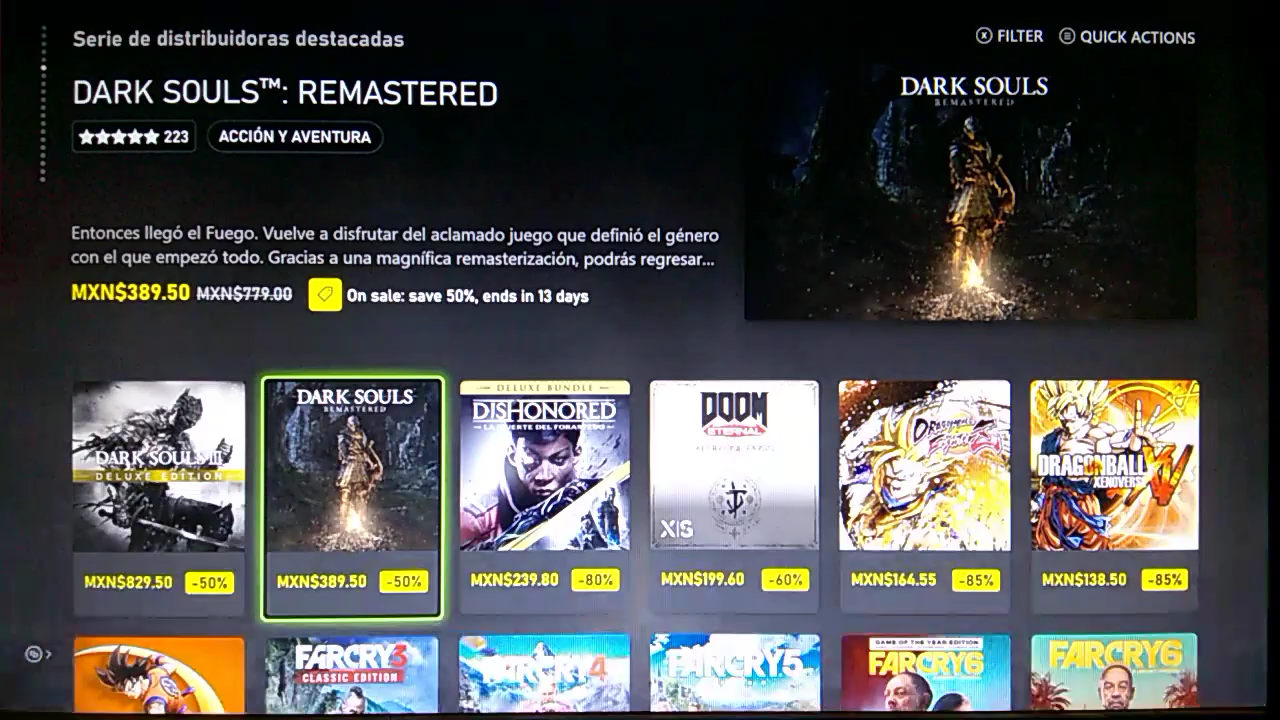 Serie de distribuidoras destacadas
FILTER
QUICK ACTIONS
DARK SOULS™: REMASTERED
223
ACCIÓN Y AVENTURA
DARK SOULS
REMASTERED
Entonces llegó el Fuego. Vuelve a disfrutar del aclamado juego que definió el género
con el que empezó todo. Gracias a una magnífica remasterización, podrás regresar...
MXN$389.50 MXN$779.00 On sale: save 50%, ends in 13 days
DARK SOULS III
DELUXE EDITION
MXN$829.50 -50%
DARK SOULS
REMASTERED
MXN$389.50 -50%
DELUXE BUNDLE
DISHONORED
LA MUERTE DEL FORASTERO
MXN$239.80 -80%
DOOM
ETERNAL
X|S
MXN$199.60 -60%
DRAGONBALL
FIGHTERZ
MXN$164.55 -85%
DRAGONBALL
XENOVERSE
XV
MXN$138.50 -85%
FARCRY3
CLASSIC EDITION
FARCRY4
FARCRY5
GAME OF THE YEAR EDITION
FARCRY6
FARCRY6